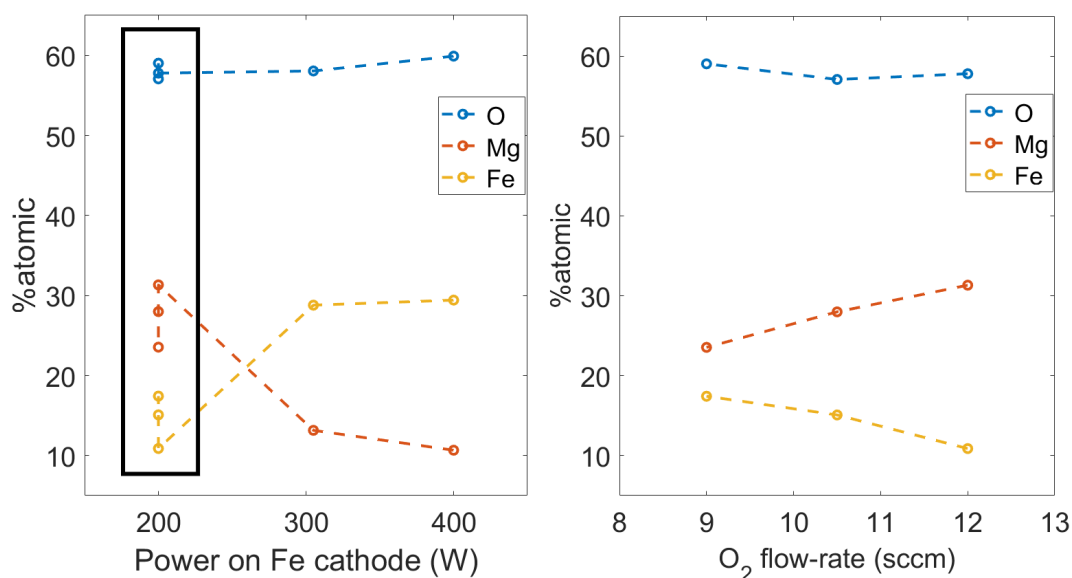 60
50
40
30
20
10
%atomic
200
300
400
Power on Fe cathode (W)
O
Mg
Fe
60
50
40
30
20
10
%atomic
8
9
10
11
12
13
O₂ flow-rate (sccm)
O
Mg
Fe